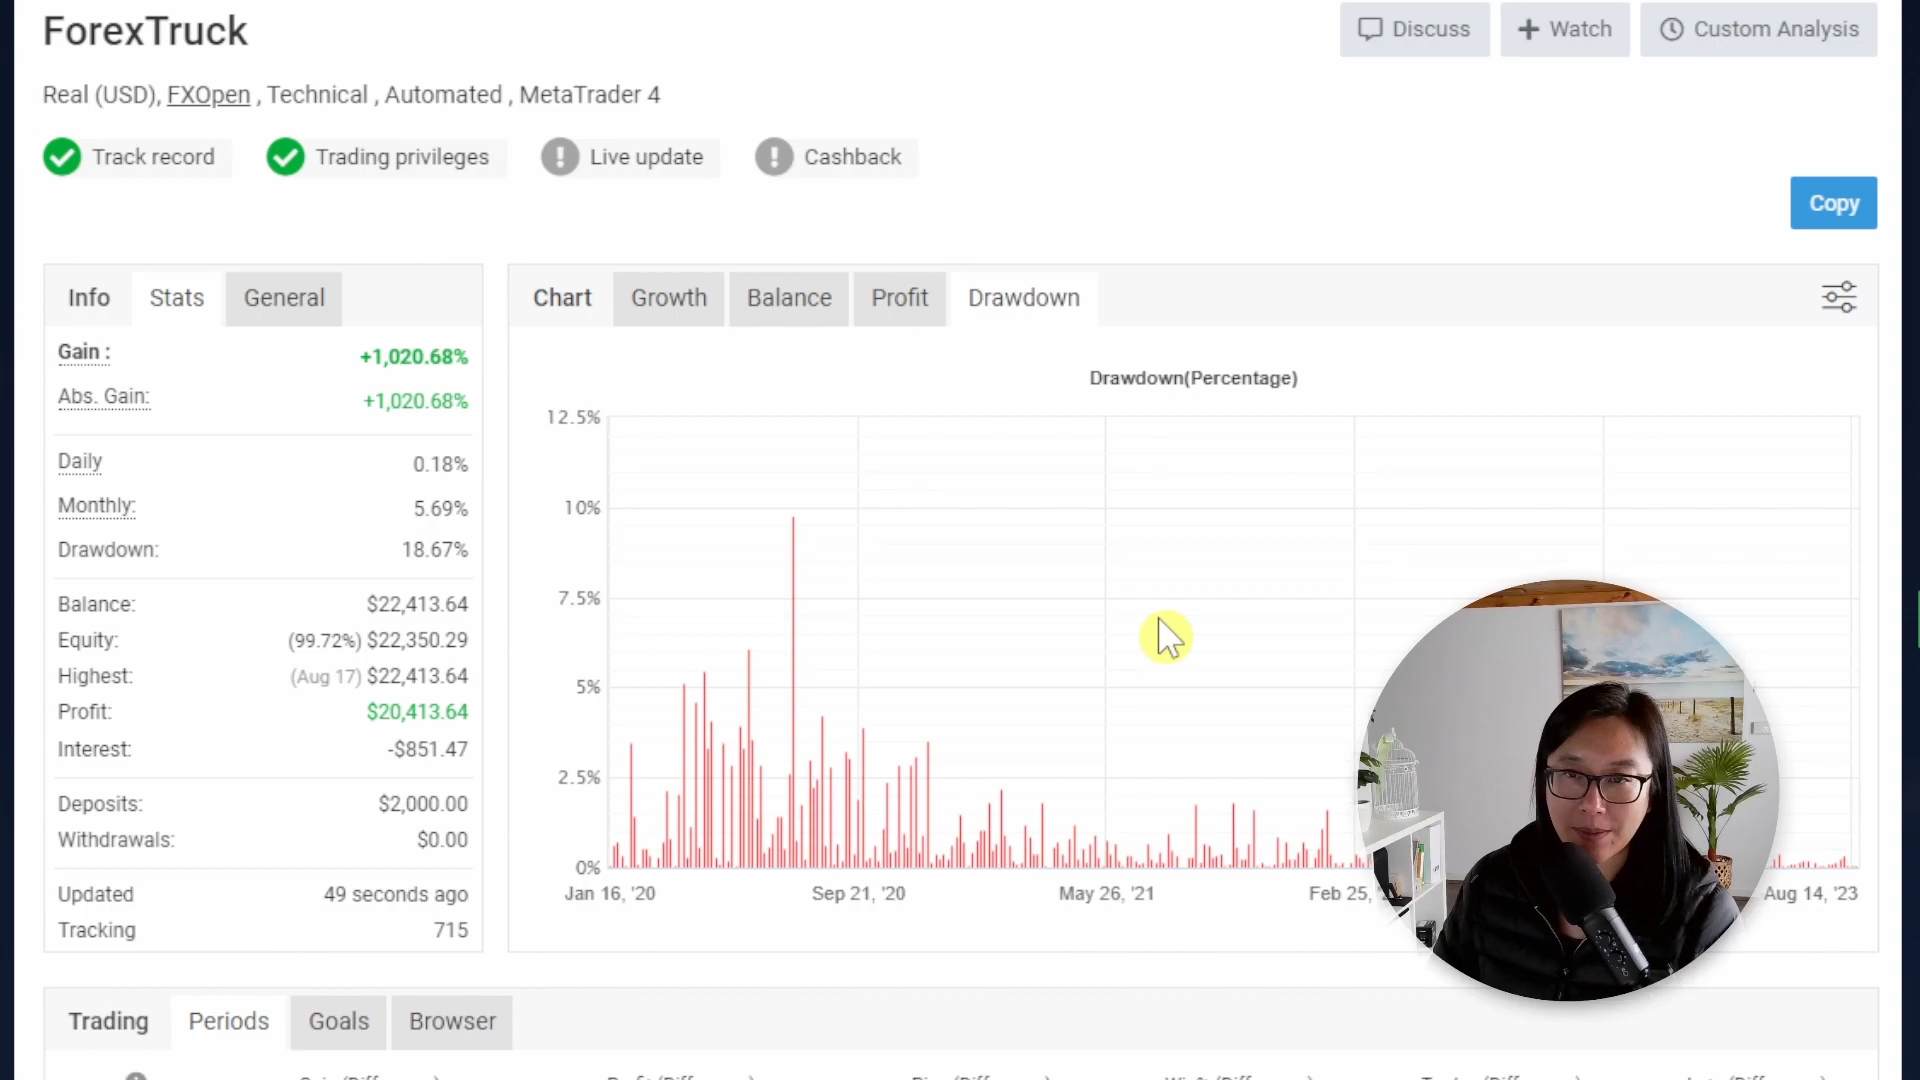 ForexTruck
Discuss
Watch
Custom Analysis
Real (USD), FXOpen , Technical , Automated , MetaTrader 4
Track record
Trading privileges
Live update
Cashback
Copy
Info
Stats
General
Gain :
+1,020.68%
Abs. Gain:
+1,020.68%
Daily
0.18%
Monthly:
5.69%
Drawdown:
18.67%
Balance:
$22,413.64
Equity:
(99.72%) $22,350.29
Highest:
(Aug 17) $22,413.64
Profit:
$20,413.64
Interest:
-$851.47
Deposits:
$2,000.00
Withdrawals:
$0.00
Updated
49 seconds ago
Tracking
715
Chart
Growth
Balance
Profit
Drawdown
Drawdown(Percentage)
12.5%
10%
7.5%
5%
2.5%
0%
Jan 16, '20
Sep 21, '20
May 26, '21
Feb 25,
Aug 14, '23
Trading
Periods
Goals
Browser